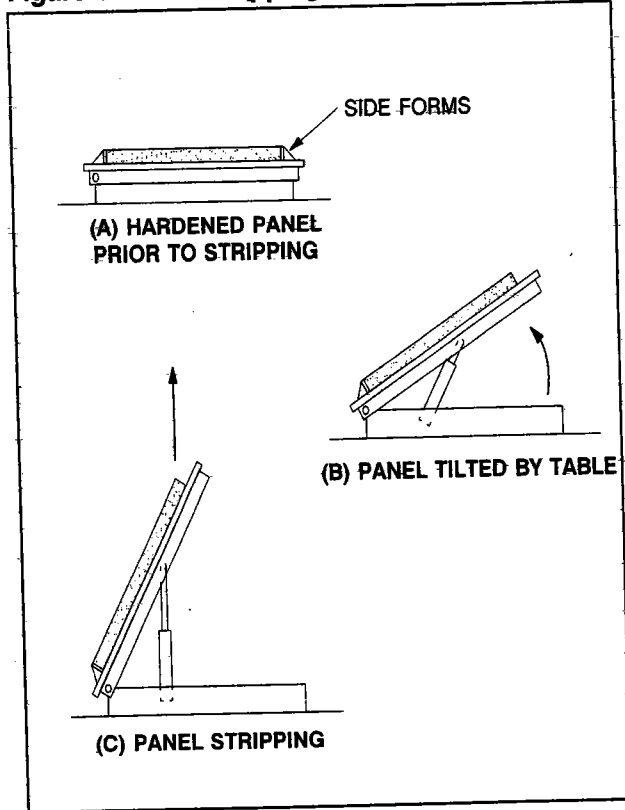 SIDE FORMS
(A) HARDENED PANEL
PRIOR TO STRIPPING
(B) PANEL TILTED BY TABLE
(C) PANEL STRIPPING